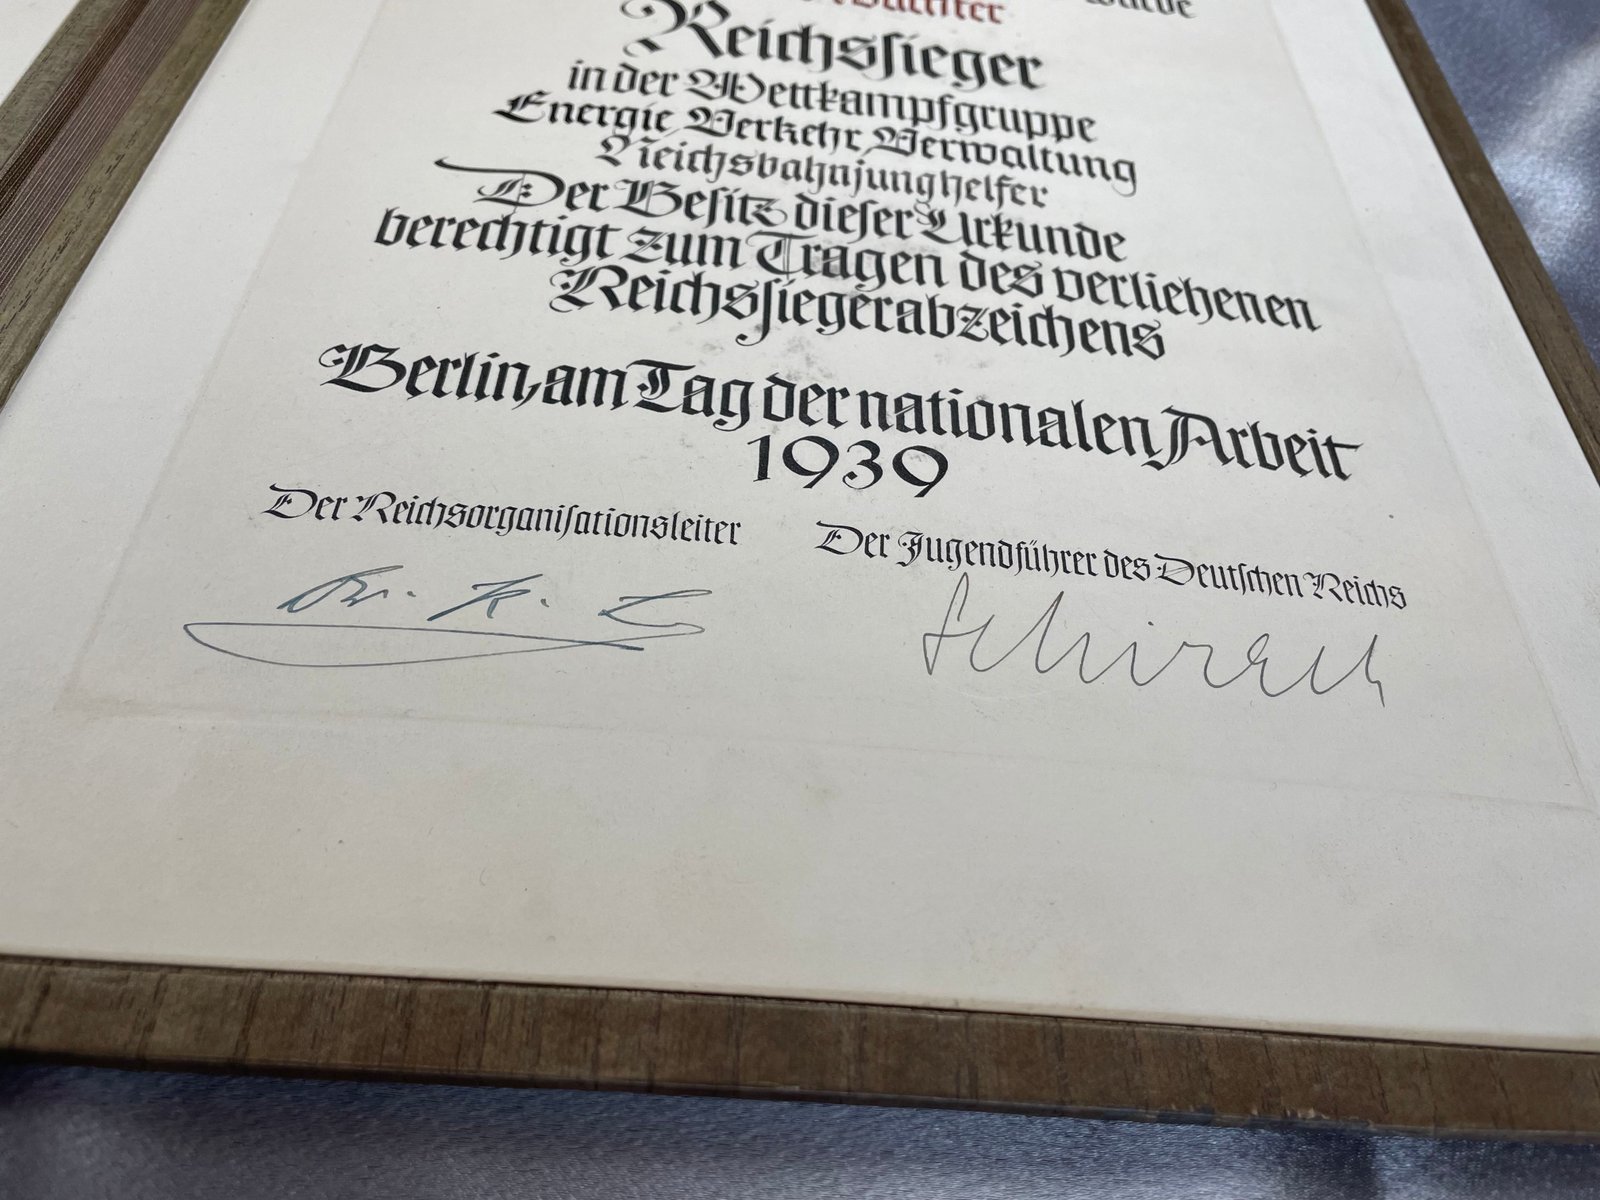 wurde
Reichssieger
in der Wettkampfgruppe
Energie Verkehr Verwaltung
Reichsbahnjunghelfer
Der Besitz dieser Urkunde
berechtigt zum Tragen des verliehenen
Reichssiegerabzeichens
Berlin, am Tag der nationalen Arbeit
1939
Der Reichsorganisationsleiter
Der Jugendführer des Deutschen Reichs
Schirach